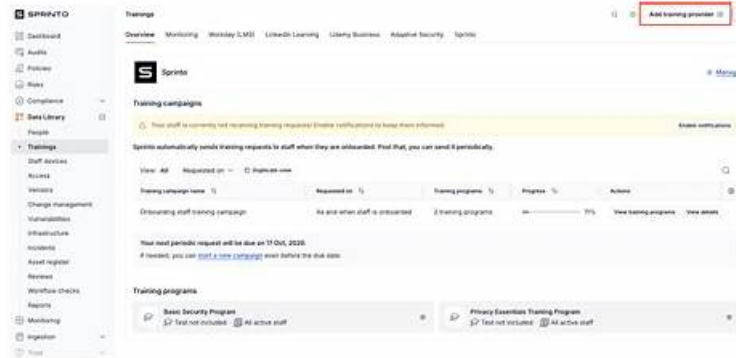 SPRINTO
Dashboard
Audits
Policies
Risks
Compliance
Data Library
People
Trainings
Staff devices
Access
Vendors
Change management
Vulnerabilities
Infrastructure
Incidents
Asset register
Reviews
Workflow checks
Reports
Monitoring
Ingestion
Trust
Trainings
Add training provider
Overview Monitoring Workday (LMS) LinkedIn Learning Udemy Business Adaptive Security Sprinto
Sprinto
Manag
Training campaigns
Your staff is currently not receiving training requests! Enable notifications to keep them informed.
Enable notifications
Sprinto automatically sends training requests to staff when they are onboarded. Post that, you can send it periodically.
View: All Requested on Duplicate view
Training campaign name Requested on Training programs Progress Actions
Onboarding staff training campaign As and when staff is onboarded 2 training programs 71% View training programs View details
Your next periodic request will be due on 17 Oct, 2026.
If needed, you can start a new campaign even before the due date.
Training programs
Basic Security Program
Test not included All active staff
Privacy Essentials Training Program
Test not included All active staff